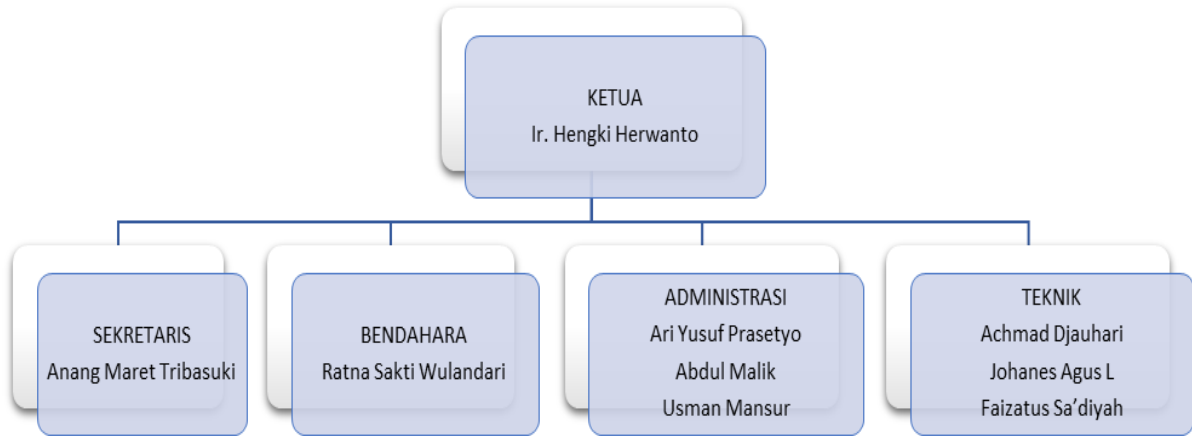 KETUA
Ir. Hengki Herwanto
SEKRETARIS
Anang Maret Tribasuki
BENDAHARA
Ratna Sakti Wulandari
ADMINISTRASI
Ari Yusuf Prasetyo
Abdul Malik
Usman Mansur
TEKNIK
Achmad Djauhari
Johanes Agus L
Faizatus Sa’diyah